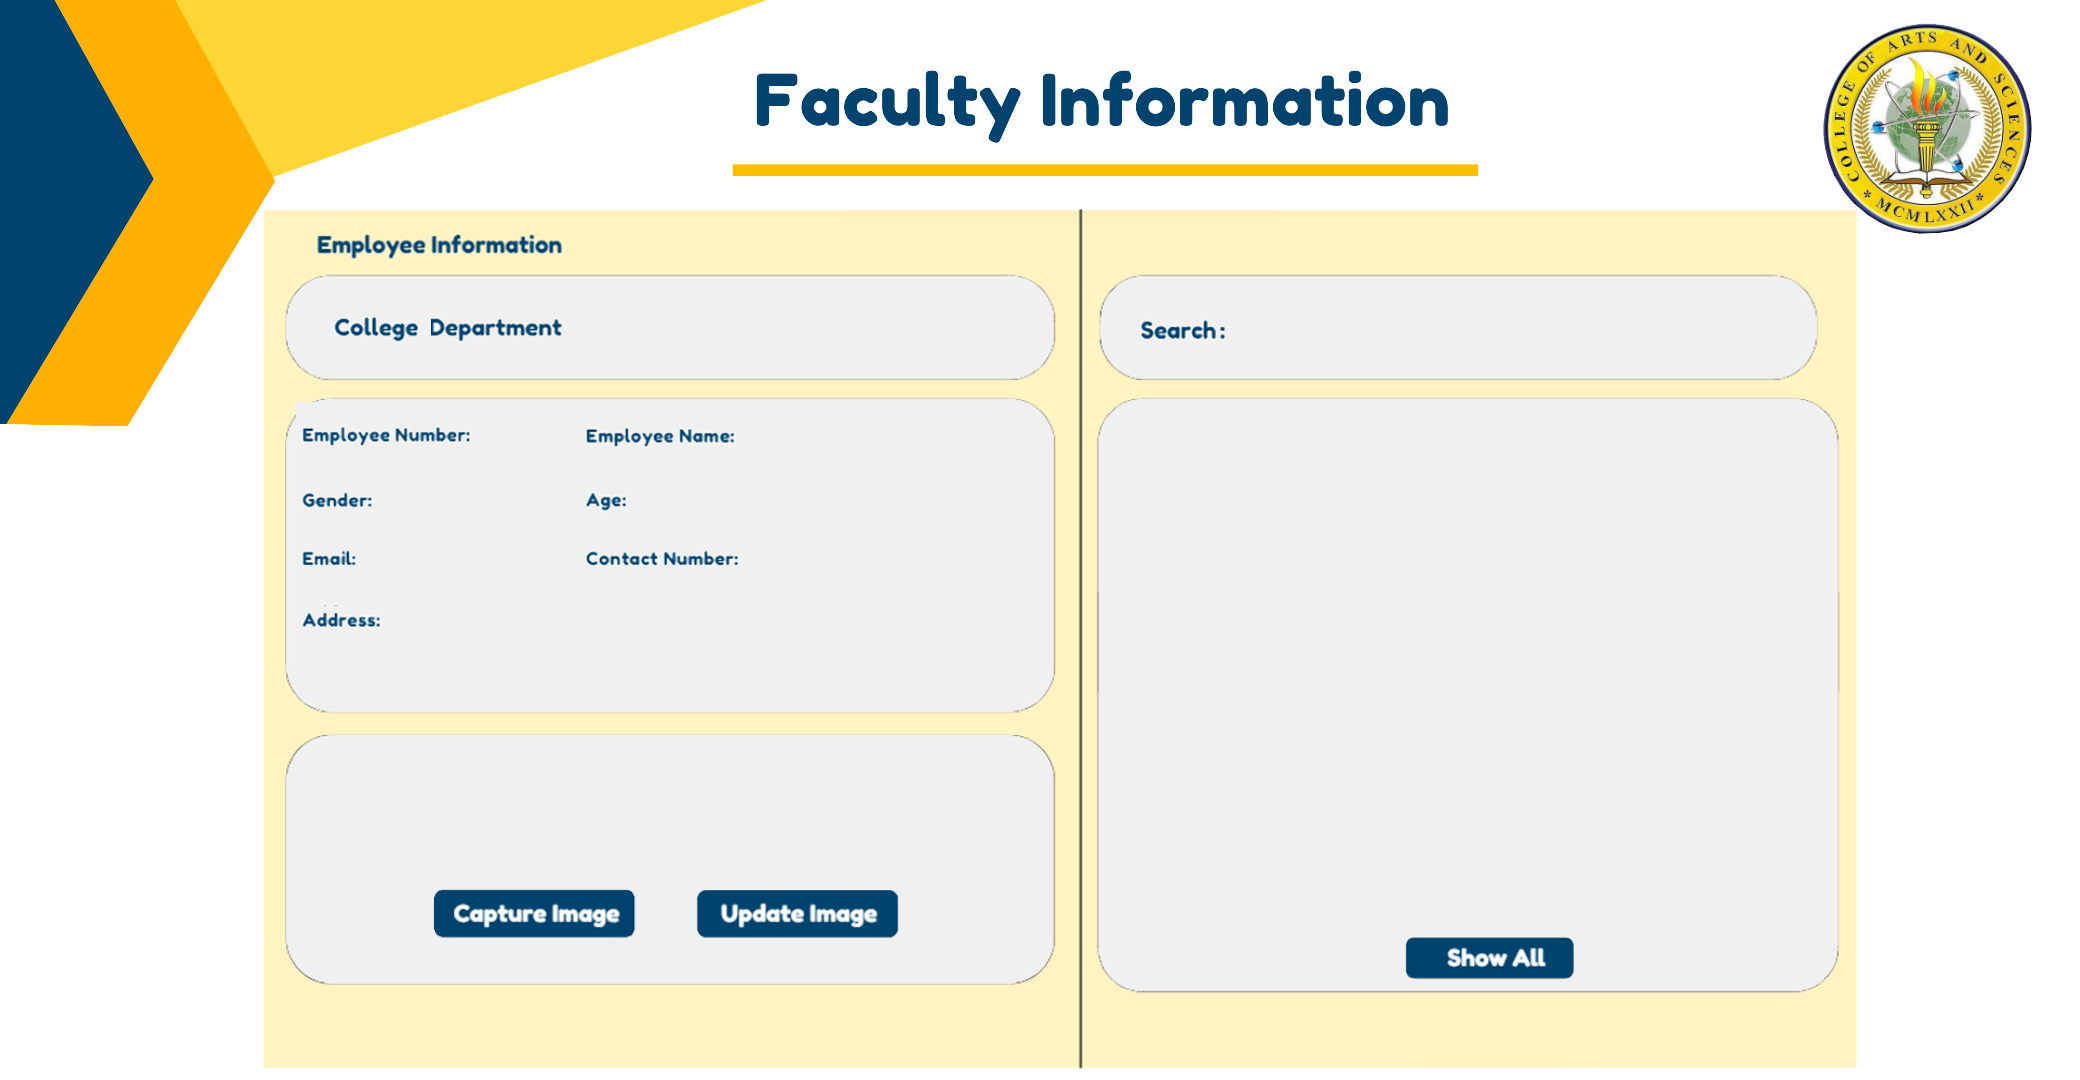 Faculty Information
COLLEGE OF ARTS AND SCIENCES
* MCMLXXII *
Employee Information
College Department
Employee Number: Employee Name:
Gender: Age:
Email: Contact Number:
Address:
Capture Image Update Image
Search:
Show All